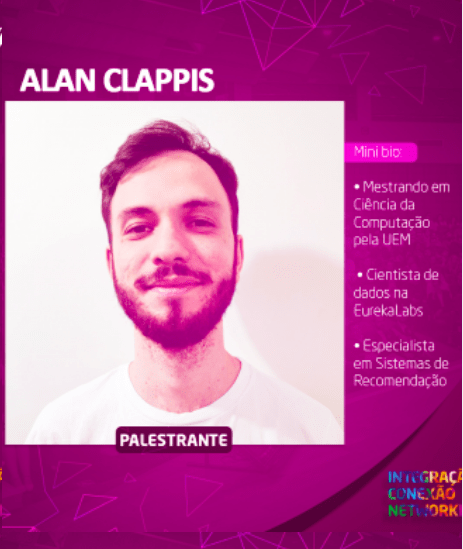 ALAN CLAPPIS
Mini bio:
• Mestrando em
Ciência da
Computação
pela UEM
• Cientista de
dados na
EurekaLabs
• Especialista
em Sistemas de
Recomendação
PALESTRANTE
INTEGRAÇÃ
CONEXÃO
NETWORK